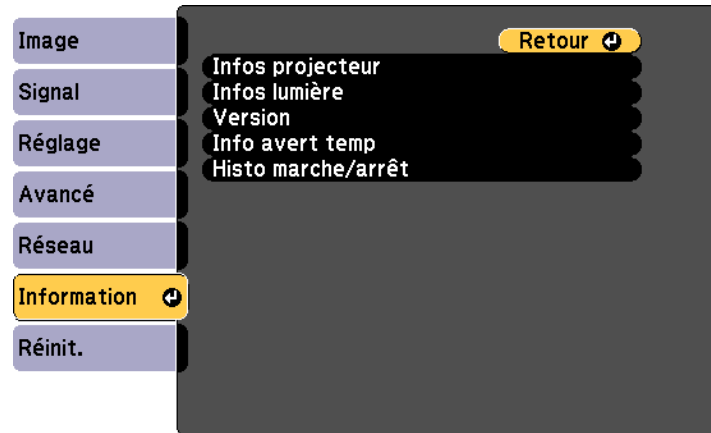 Image
Signal
Réglage
Avancé
Réseau
Information
Réinit.
Retour
Infos projecteur
Infos lumière
Version
Info avert temp
Histo marche/arrêt